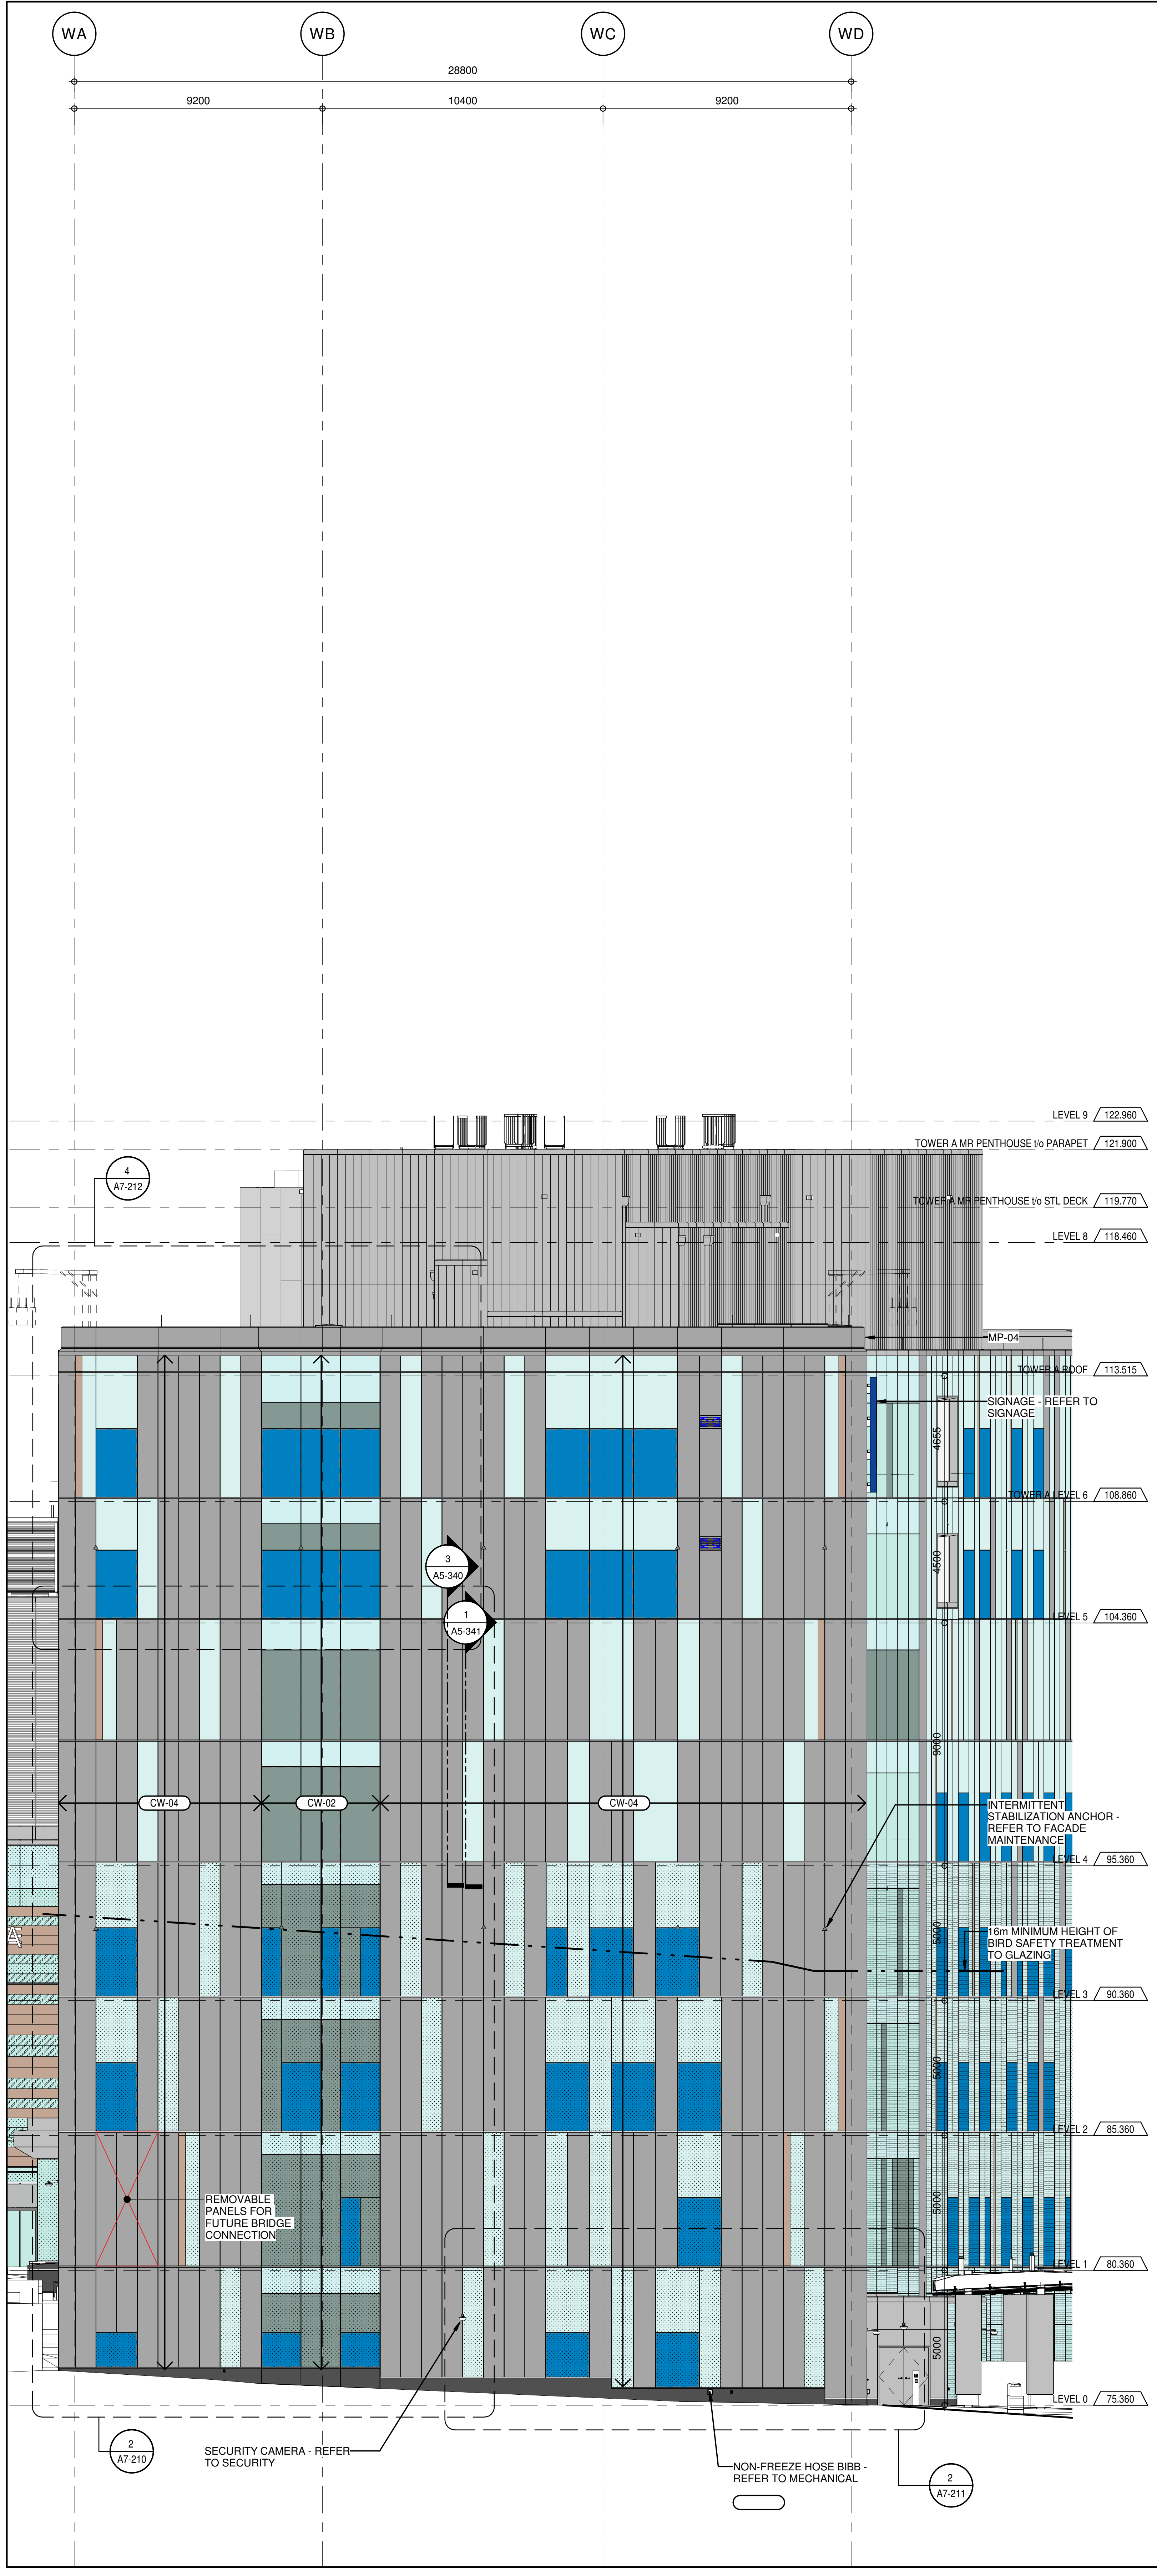 WA
WB
WC
WD
28800
9200
10400
9200
LEVEL 9 122.960
TOWER A MR PENTHOUSE t/o PARAPET 121.900
4
A7-212
TOWER A MR PENTHOUSE t/o STL DECK 119.770
LEVEL 8 118.460
MP-04
TOWER A ROOF 113.515
SIGNAGE - REFER TO
SIGNAGE
4655
TOWER A LEVEL 6 108.860
3
A5-340
4500
1
A5-341
LEVEL 5 104.360
9000
CW-04
CW-02
CW-04
INTERMITTENT
STABILIZATION ANCHOR -
REFER TO FACADE
MAINTENANCE
LEVEL 4 95.360
A
16m MINIMUM HEIGHT OF
BIRD SAFETY TREATMENT
TO GLAZING
5000
LEVEL 3 90.360
5000
LEVEL 2 85.360
REMOVABLE
PANELS FOR
FUTURE BRIDGE
CONNECTION
5000
LEVEL 1 80.360
5000
LEVEL 0 75.360
2
A7-210
SECURITY CAMERA - REFER
TO SECURITY
NON-FREEZE HOSE BIBB -
REFER TO MECHANICAL
2
A7-211